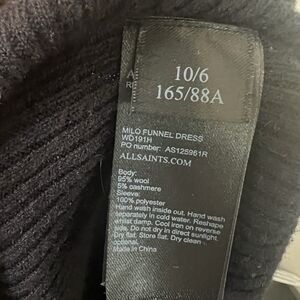 10/6
165/88A
MILO FUNNEL DRESS
WD191H
PO number: AS125961R
ALLSAINTS.COM
Body:
95% wool
5% cashmere
Sleeve:
100% polyester
Hand wash inside out. Hand wash
seperately in cold water. Reshape
whilst damp. Cool iron on reverse
side. Do not dry in direct sunlight.
Dry flat. Store flat. Dry clean
optional.
Made in China